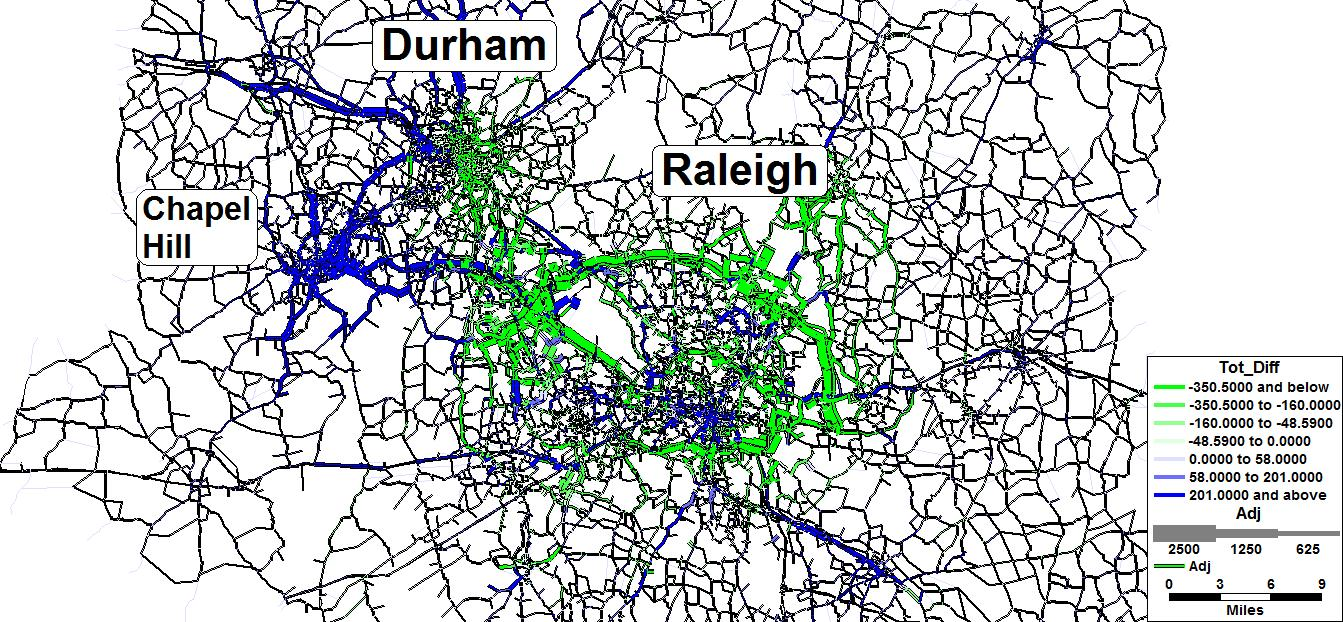 Durham
Raleigh
Chapel
Hill
Tot_Diff
-350.5000 and below
-350.5000 to -160.0000
-160.0000 to -48.5900
-48.5900 to 0.0000
0.0000 to 58.0000
58.0000 to 201.0000
201.0000 and above
Adj
2500 1250 625
Adj
0 3 6 9
Miles